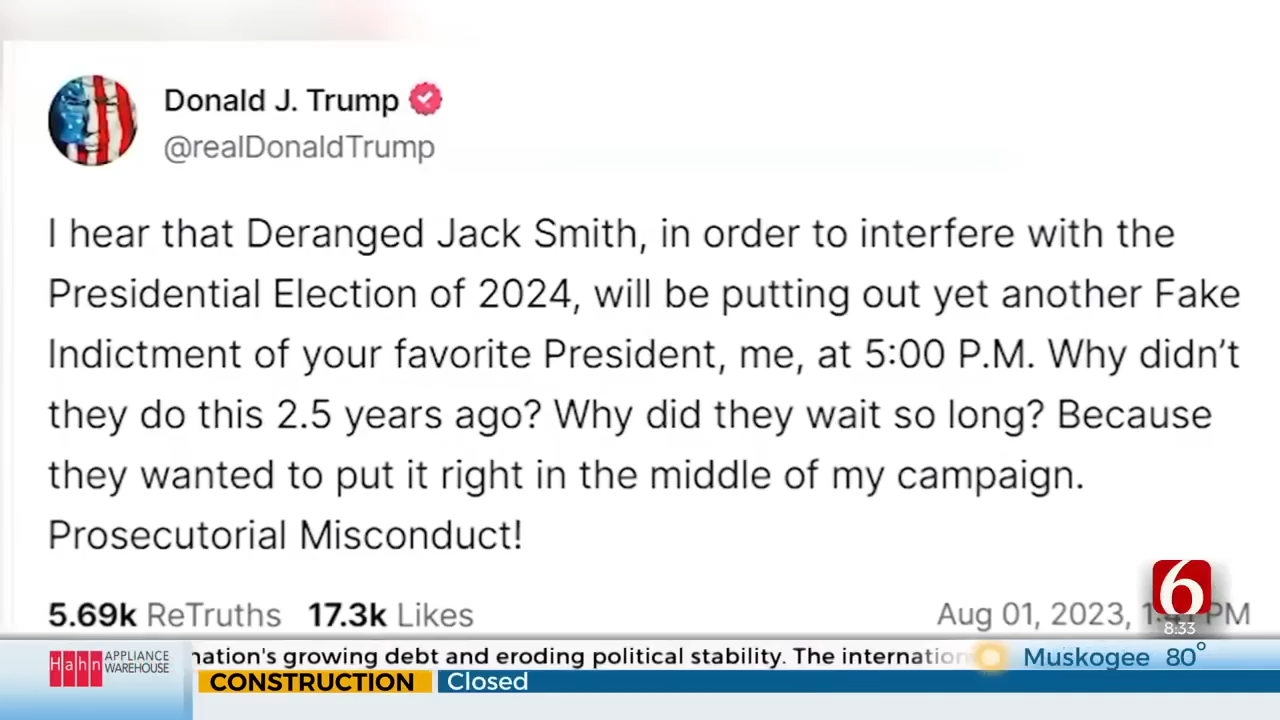 Donald J. Trump
@realDonaldTrump
I hear that Deranged Jack Smith, in order to interfere with the
Presidential Election of 2024, will be putting out yet another Fake
Indictment of your favorite President, me, at 5:00 P.M. Why didn't
they do this 2.5 years ago? Why did they wait so long? Because
they wanted to put it right in the middle of my campaign.
Prosecutorial Misconduct!
5.69k ReTruths 17.3k Likes
Aug 01, 2023, PM
6
8:33
Hahn APPLIANCE WAREHOUSE
nation's growing debt and eroding political stability. The internation
Muskogee 80°
CONSTRUCTION Closed